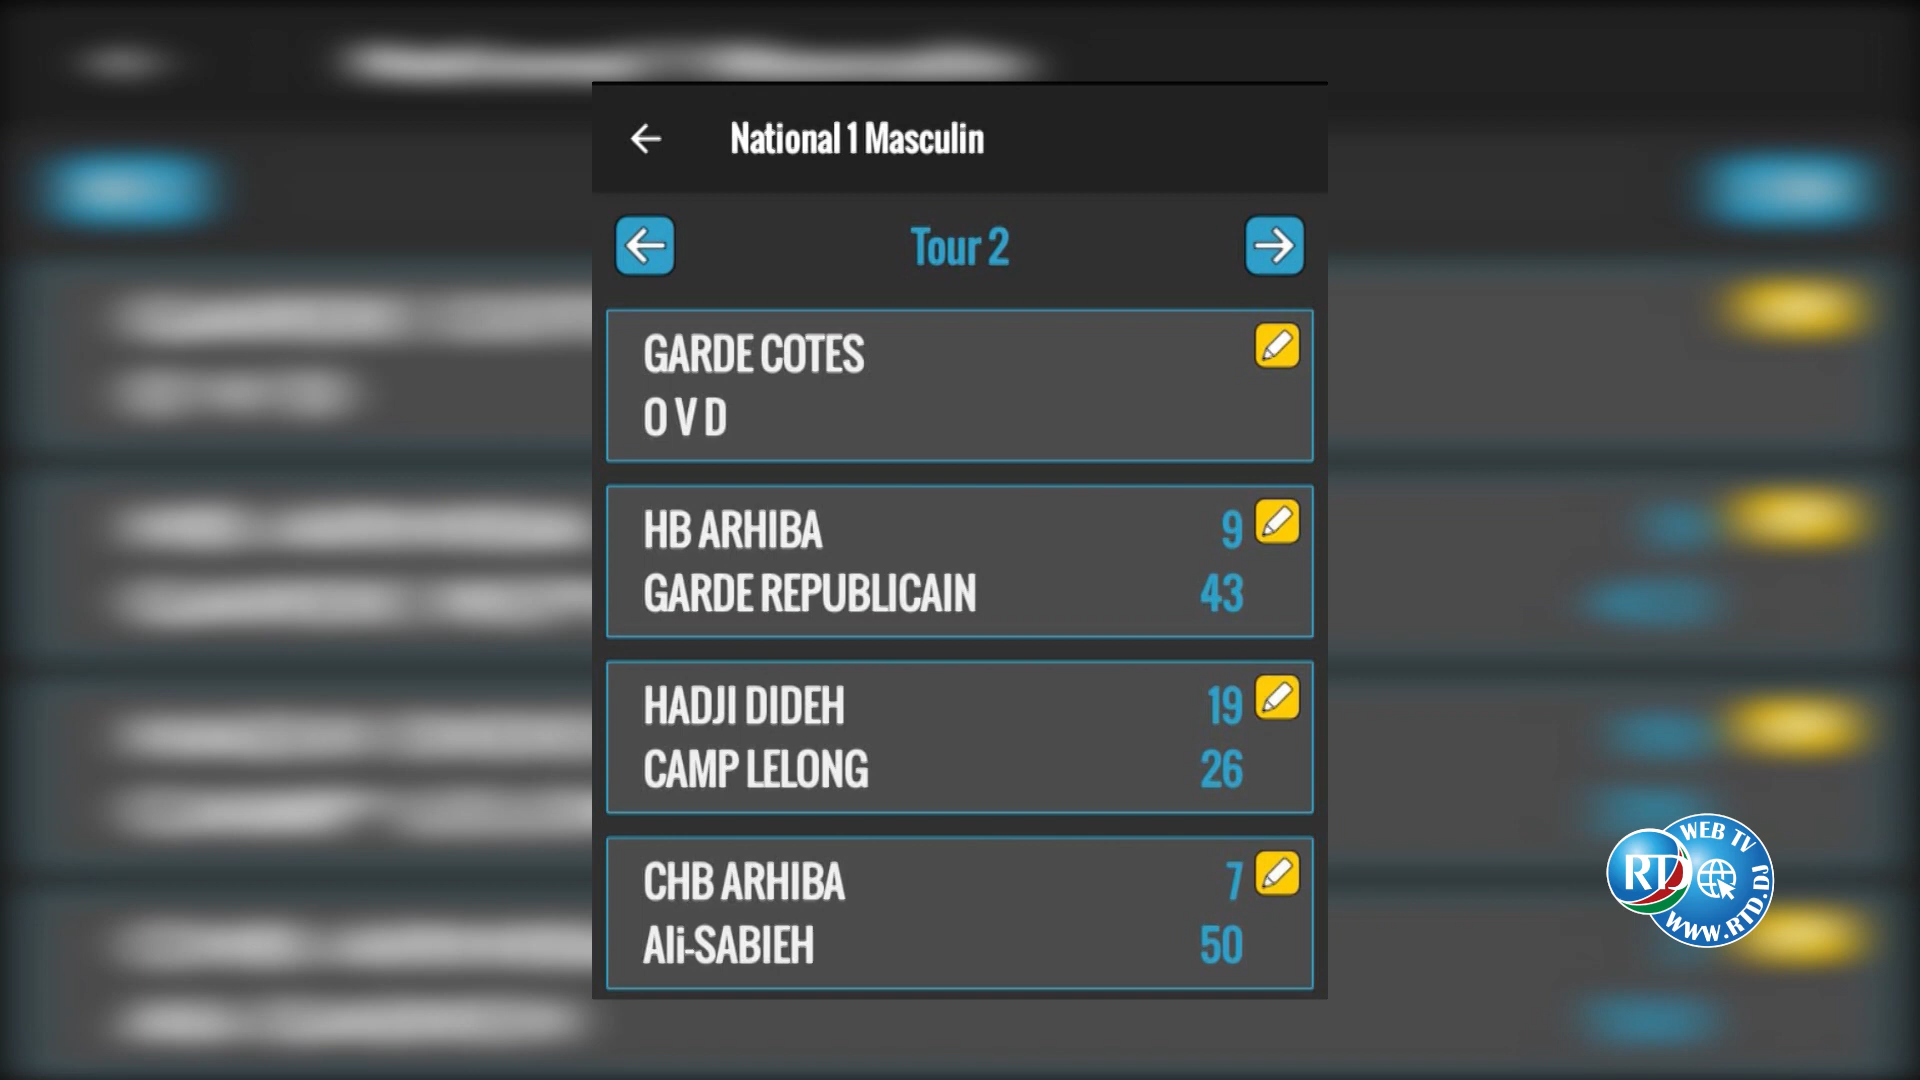 National 1 Masculin
Tour 2
GARDE COTES
O V D
HB ARHIBA 9
GARDE REPUBLICAIN 43
HADJI DIDEH 19
CAMP LELONG 26
CHB ARHIBA 7
Ali-SABIEH 50
WEB TV
RTD
WWW.RTD.DJ